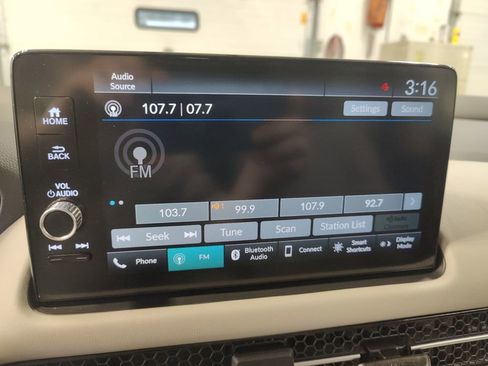 Audio
Source
3:16
107.7 | 07.7
Settings
Sound
HOME
BACK
VOL
AUDIO
FM
103.7
99.9
107.9
92.7
Seek
Tune
Scan
Station List
Phone
FM
Bluetooth
Audio
Connect
Smart
Shortcuts
Display
Mode